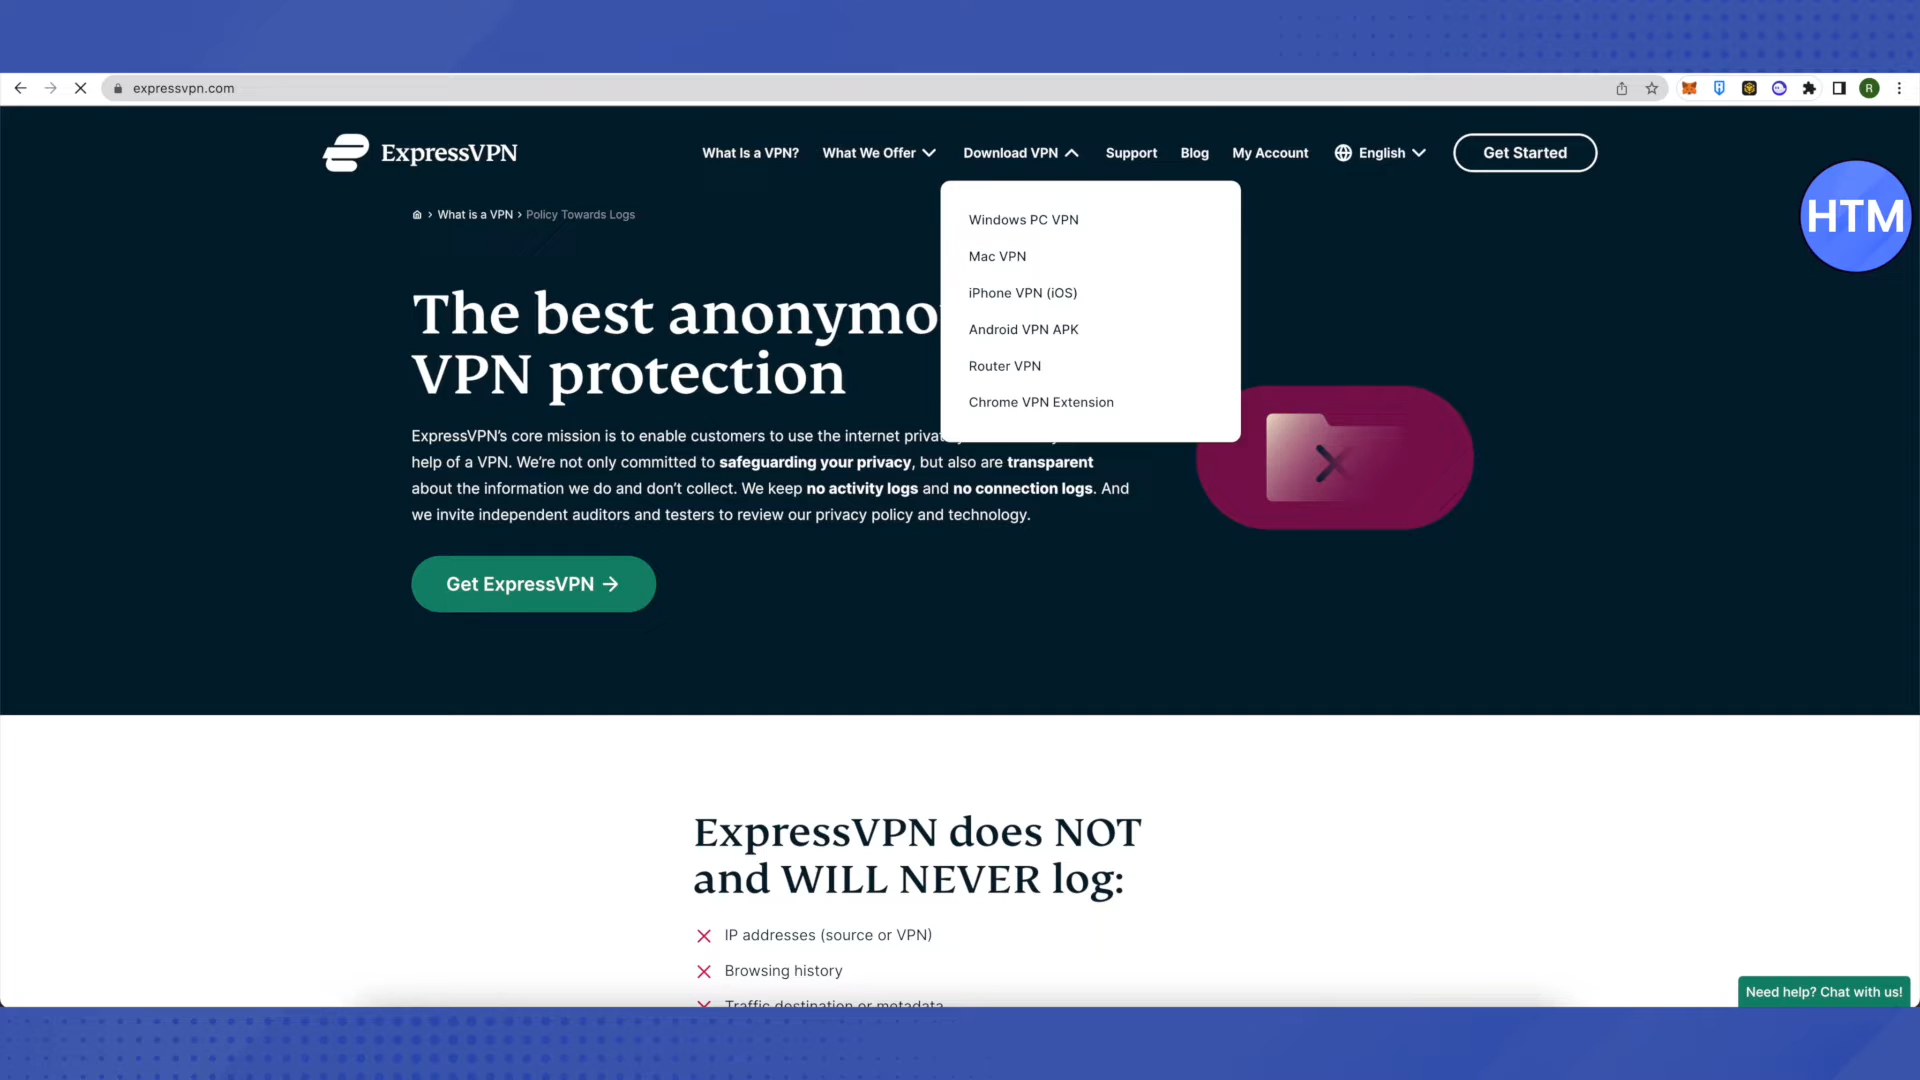 expressvpn.com
R
ExpressVPN
What Is a VPN? What We Offer Download VPN Support Blog My Account English Get Started
HTM
What is a VPN Policy Towards Logs
Windows PC VPN
Mac VPN
iPhone VPN (iOS)
Android VPN APK
Router VPN
Chrome VPN Extension
The best anonymo
VPN protection
ExpressVPN's core mission is to enable customers to use the internet
help of a VPN. We're not only committed to safeguarding your privacy, but also are transparent
about the information we do and don't collect. We keep no activity logs and no connection logs. And
we invite independent auditors and testers to review our privacy policy and technology.
Get ExpressVPN →
ExpressVPN does NOT
and WILL NEVER log:
IP addresses (source or VPN)
Browsing history
Traffic destination or metadata
Need help? Chat with us!